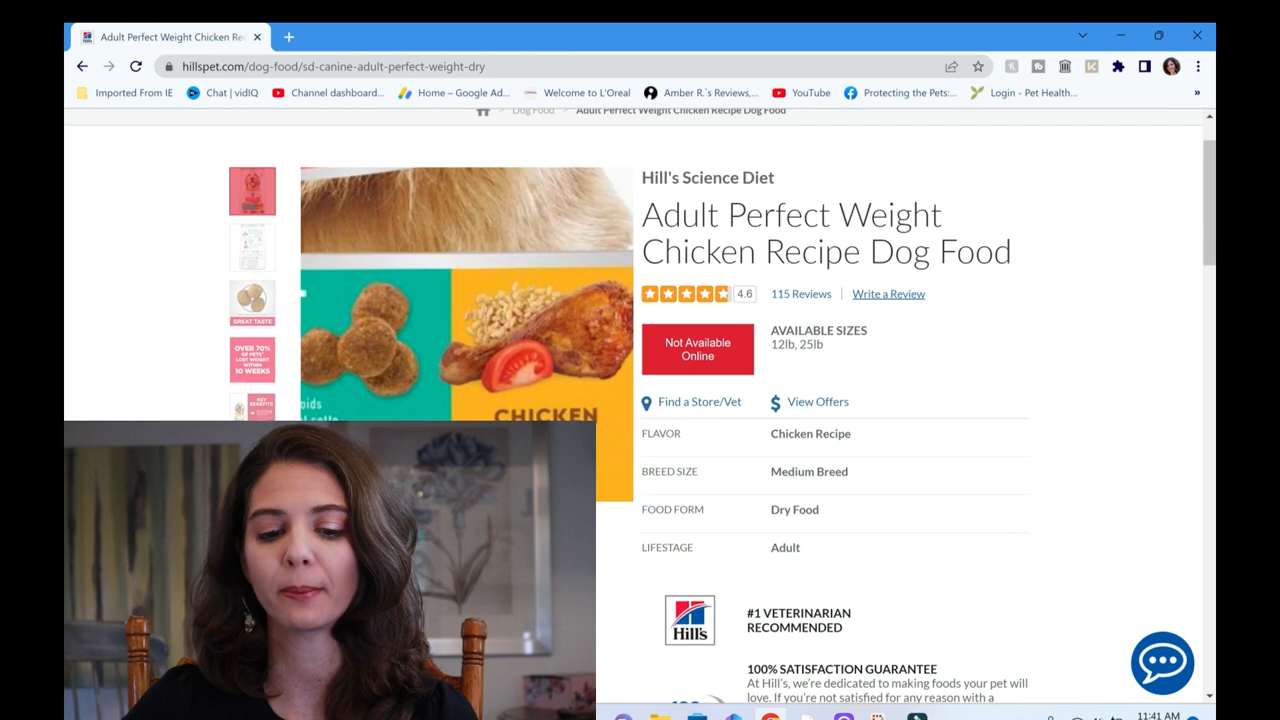 Adult Perfect Weight Chicken Re
hillspet.com/dog-food/sd-canine-adult-perfect-weight-dry
Imported From IE
Chat | vidIQ
Channel dashboard...
Home – Google Ad...
Welcome to L'Oreal
Amber R.'s Reviews,...
YouTube
Protecting the Pets:...
Login - Pet Health...
»
> Dog Food > Adult Perfect Weight Chicken Recipe Dog Food
Hill's Science Diet
Adult Perfect Weight
Chicken Recipe Dog Food
4.6
115 Reviews
Write a Review
Not Available
Online
AVAILABLE SIZES
12lb, 25lb
Find a Store/Vet
$ View Offers
FLAVOR
Chicken Recipe
BREED SIZE
Medium Breed
FOOD FORM
Dry Food
LIFESTAGE
Adult
GREAT TASTE
OVER 70%
OF PETS'
LOST WEIGHT
WITHIN
10 WEEKS
KEY
BENEFITS
CHICKEN
Hill's
#1 VETERINARIAN
RECOMMENDED
100% SATISFACTION GUARANTEE
At Hill's, we're dedicated to making foods your pet will
love. If you're not satisfied for any reason with a
11:41 AM